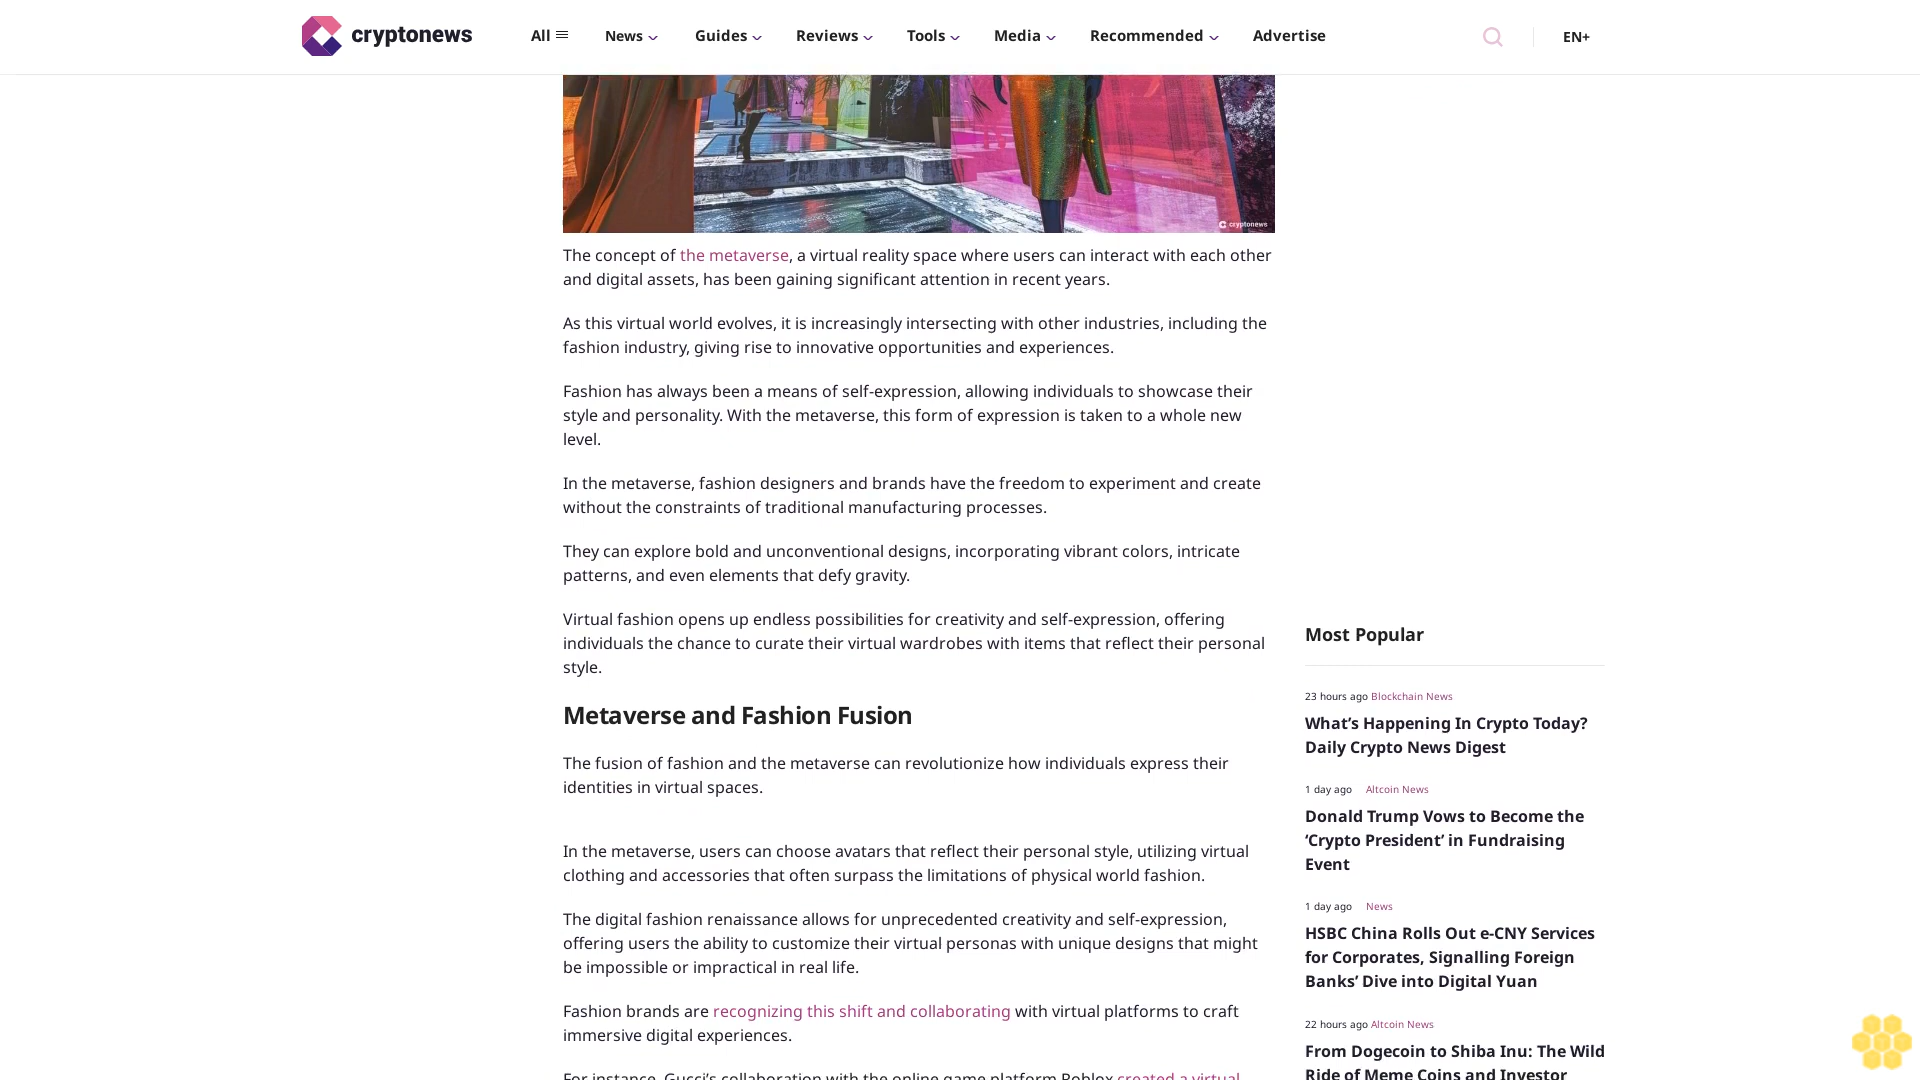 cryptonews
All
News
Guides
Reviews
Tools
Media
Recommended
Advertise
EN+
cryptonews
The concept of the metaverse, a virtual reality space where users can interact with each other
and digital assets, has been gaining significant attention in recent years.
As this virtual world evolves, it is increasingly intersecting with other industries, including the
fashion industry, giving rise to innovative opportunities and experiences.
Fashion has always been a means of self-expression, allowing individuals to showcase their
style and personality. With the metaverse, this form of expression is taken to a whole new
level.
In the metaverse, fashion designers and brands have the freedom to experiment and create
without the constraints of traditional manufacturing processes.
They can explore bold and unconventional designs, incorporating vibrant colors, intricate
patterns, and even elements that defy gravity.
Virtual fashion opens up endless possibilities for creativity and self-expression, offering
individuals the chance to curate their virtual wardrobes with items that reflect their personal
style.
Metaverse and Fashion Fusion
The fusion of fashion and the metaverse can revolutionize how individuals express their
identities in virtual spaces.
In the metaverse, users can choose avatars that reflect their personal style, utilizing virtual
clothing and accessories that often surpass the limitations of physical world fashion.
The digital fashion renaissance allows for unprecedented creativity and self-expression,
offering users the ability to customize their virtual personas with unique designs that might
be impossible or impractical in real life.
Fashion brands are recognizing this shift and collaborating with virtual platforms to craft
immersive digital experiences.
For instance, Gucci's collaboration with the online game platform Roblox created a virtual
Most Popular
23 hours ago Blockchain News
What’s Happening In Crypto Today?
Daily Crypto News Digest
1 day ago Altcoin News
Donald Trump Vows to Become the
‘Crypto President’ in Fundraising
Event
1 day ago News
HSBC China Rolls Out e-CNY Services
for Corporates, Signalling Foreign
Banks’ Dive into Digital Yuan
22 hours ago Altcoin News
From Dogecoin to Shiba Inu: The Wild
Ride of Meme Coins and Investor